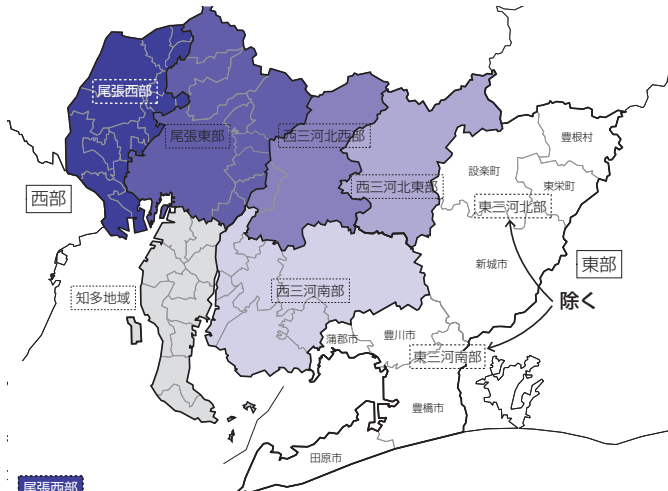 尾張西部
尾張東部
西三河北西部
豊根村
設楽町
西三河北東部
東栄町
西部
東三河北部
新城市
東部
知多地域
西三河南部
除く
蒲郡市
豊川市
東三河南部
豊橋市
田原市
尾張西部